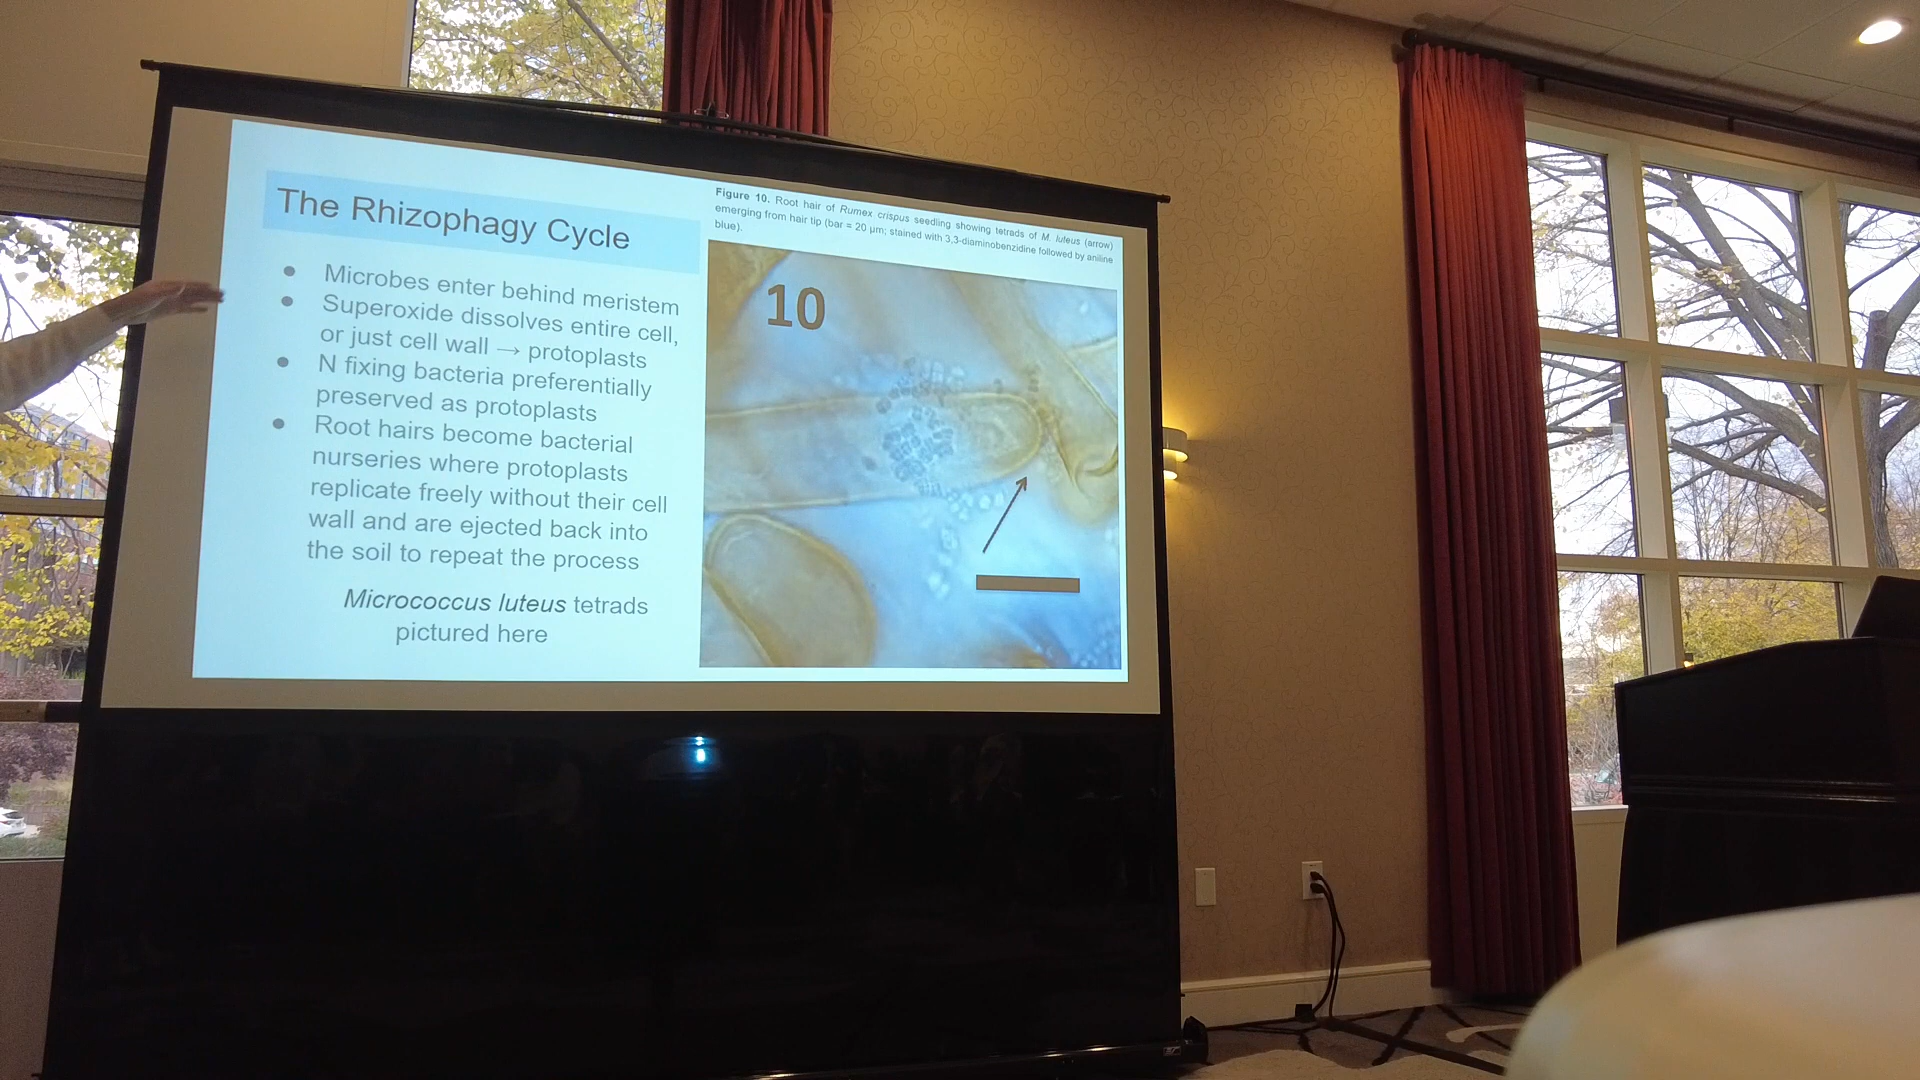 The Rhizophagy Cycle
● Microbes enter behind meristem
● Superoxide dissolves entire cell,
or just cell wall → protoplasts
● N fixing bacteria preferentially
preserved as protoplasts
● Root hairs become bacterial
nurseries where protoplasts
replicate freely without their cell
wall and are ejected back into
the soil to repeat the process
Micrococcus luteus tetrads
pictured here
Figure 10. Root hair of Rumex crispus seedling showing tetrads of M. luteus (arrow)
emerging from hair tip (bar = 20 µm; stained with 3,3-diaminobenzidine followed by aniline
blue).
10